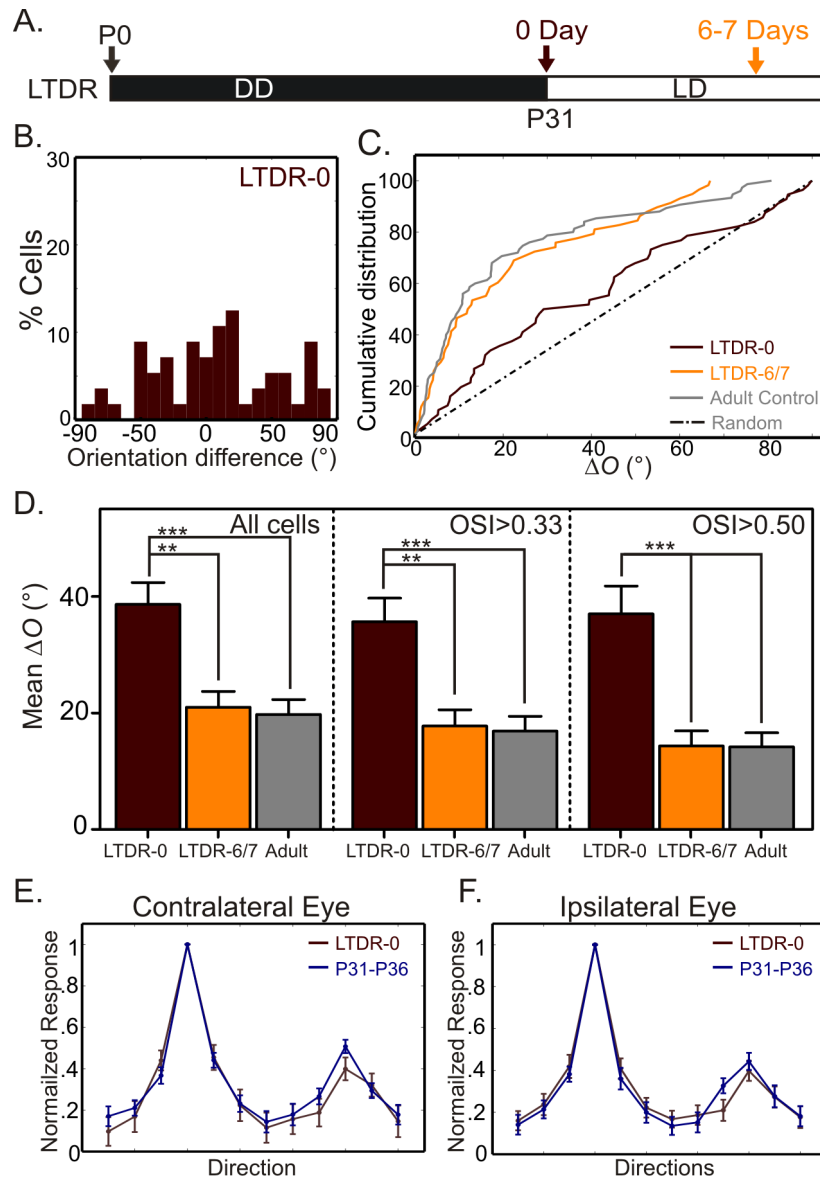 A.
P0
0 Day
6-7 Days
LTDR
DD
LD
P31
B.
LTDR-0
30
20
10
0
% Cells
-90
-50
0
50
90
Orientation difference (°)
C.
100
80
60
40
20
0
Cumulative distribution
LTDR-0
LTDR-6/7
Adult Control
Random
0
20
40
60
80
ΔO (°)
D.
All cells
OSI>0.33
OSI>0.50
***
**
***
**
***
40
20
0
Mean ΔO (°)
LTDR-0
LTDR-6/7
Adult
LTDR-0
LTDR-6/7
Adult
LTDR-0
LTDR-6/7
Adult
E.
Contralateral Eye
LTDR-0
P31-P36
1
.8
.6
.4
.2
0
Normailzed Response
Direction
F.
Ipsilateral Eye
LTDR-0
P31-P36
1
.8
.6
.4
.2
0
Normailzed Response
Directions